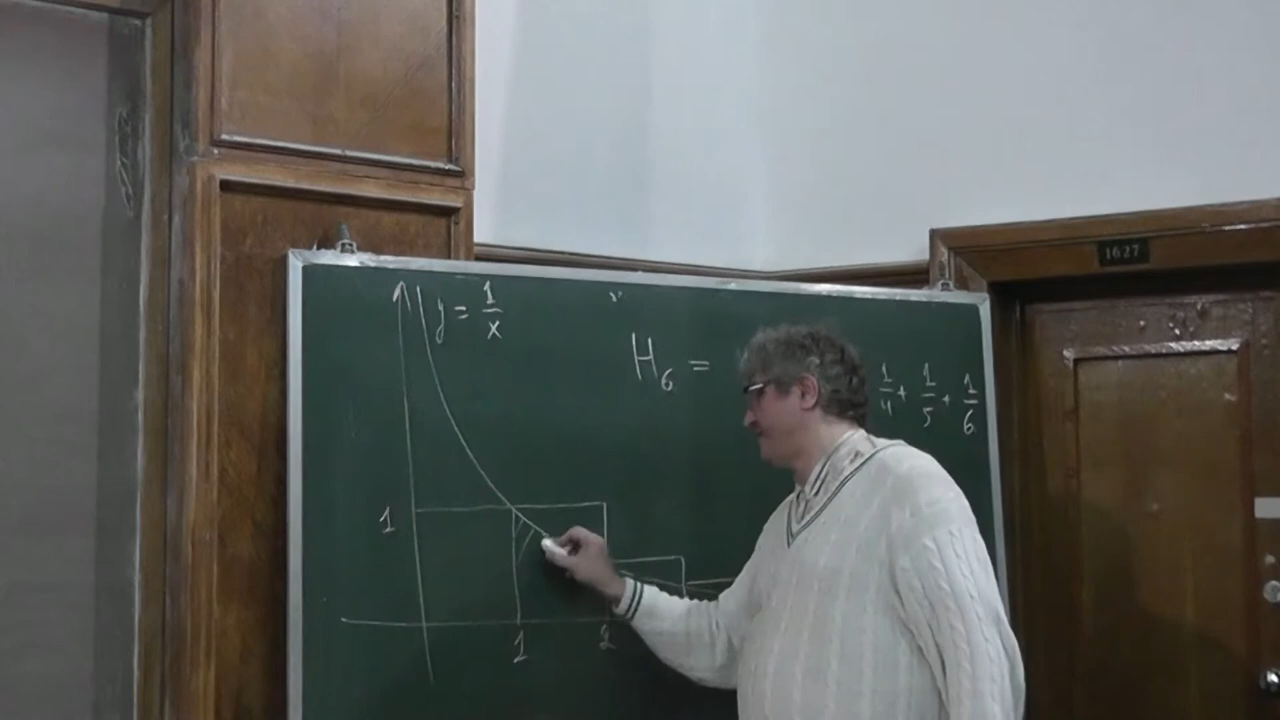 y = 1/x
H₆ =
1/4 + 1/5 + 1/6
1
1
2
1627